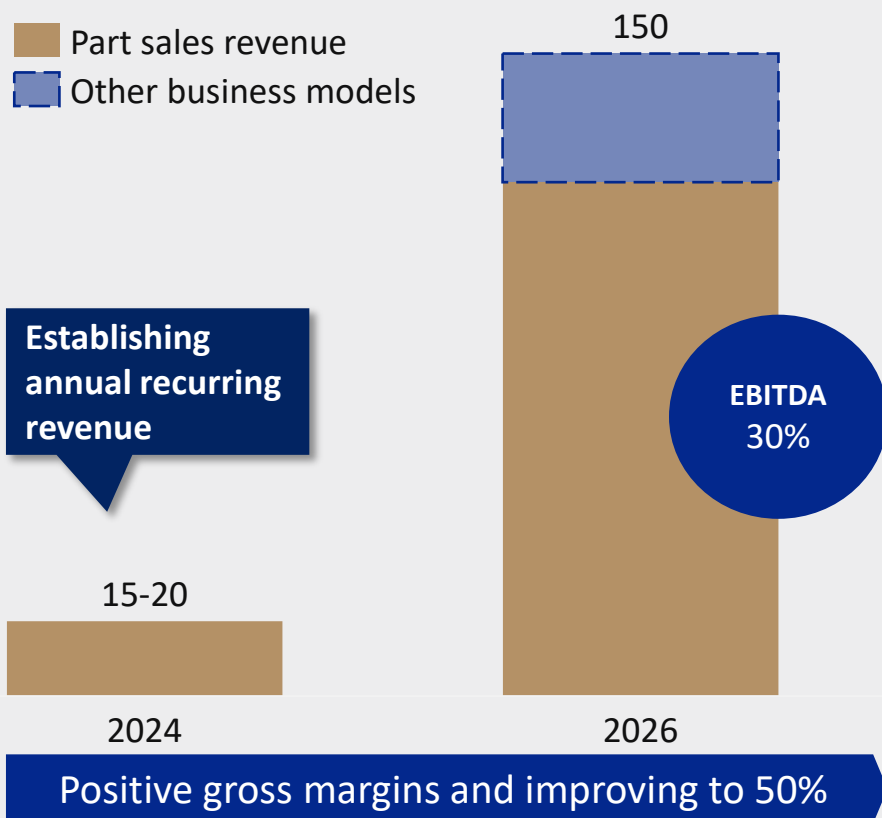 Part sales revenue
Other business models
150
Establishing
annual recurring
revenue
EBITDA
30%
15-20
2024
2026
Positive gross margins and improving to 50%